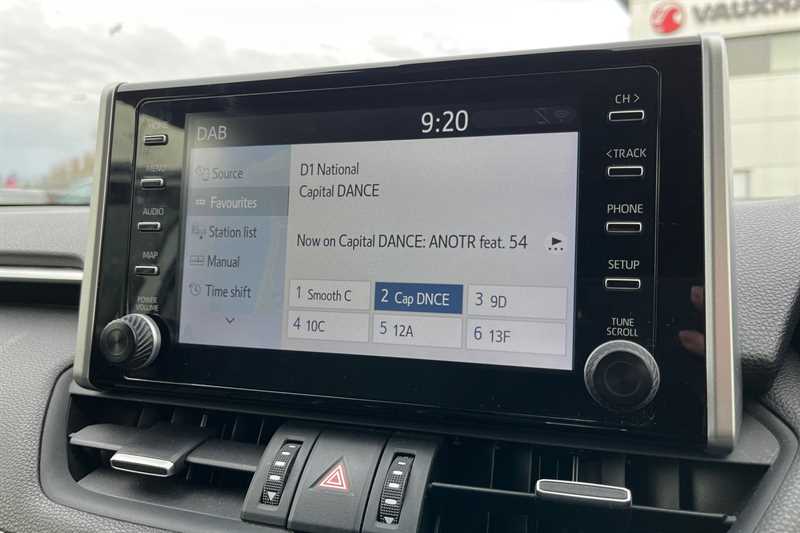 VAUXHA
DAB
9:20
HOME
MENU
AUDIO
MAP
POWER
VOLUME
Source
Favourites
Station list
Manual
Time shift
D1 National
Capital DANCE
Now on Capital DANCE: ANOTR feat. 54
1 Smooth C
2 Cap DNCE
3 9D
4 10C
5 12A
6 13F
CH >
< TRACK
PHONE
SETUP
TUNE
SCROLL